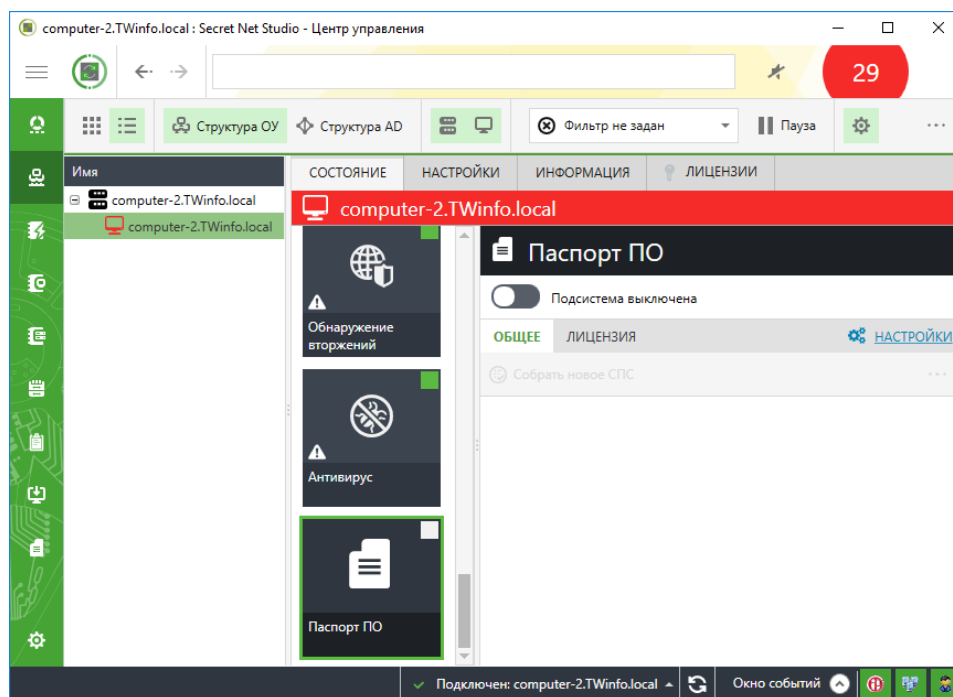 computer-2.TWinfo.local : Secret Net Studio - Центр управления
29
Структура ОУ
Структура AD
Фильтр не задан
Пауза
Имя
computer-2.TWinfo.local
computer-2.TWinfo.local
СОСТОЯНИЕ
НАСТРОЙКИ
ИНФОРМАЦИЯ
ЛИЦЕНЗИИ
computer-2.TWinfo.local
Обнаружение
вторжений
Антивирус
Паспорт ПО
Паспорт ПО
Подсистема выключена
ОБЩЕЕ
ЛИЦЕНЗИЯ
НАСТРОЙКИ
Собрать новое СПС
Подключен: computer-2.TWinfo.local
Окно событий